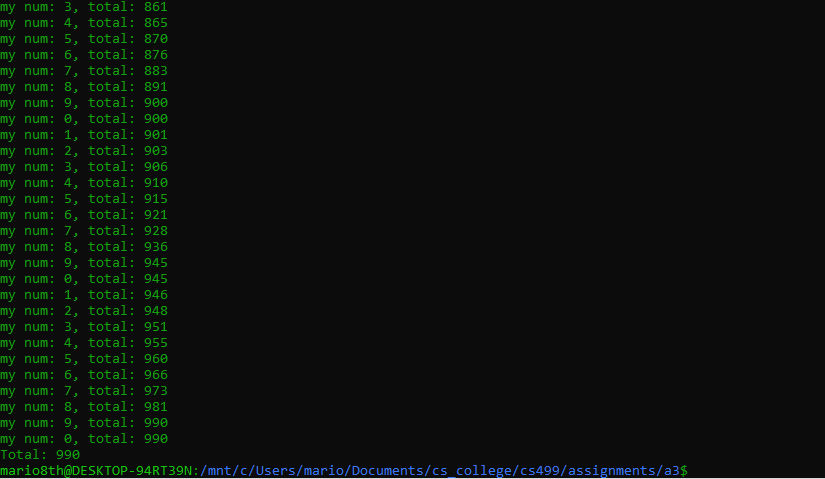 my num: 3, total: 861
my num: 4, total: 865
my num: 5, total: 870
my num: 6, total: 876
my num: 7, total: 883
my num: 8, total: 891
my num: 9, total: 900
my num: 0, total: 900
my num: 1, total: 901
my num: 2, total: 903
my num: 3, total: 906
my num: 4, total: 910
my num: 5, total: 915
my num: 6, total: 921
my num: 7, total: 928
my num: 8, total: 936
my num: 9, total: 945
my num: 0, total: 945
my num: 1, total: 946
my num: 2, total: 948
my num: 3, total: 951
my num: 4, total: 955
my num: 5, total: 960
my num: 6, total: 966
my num: 7, total: 973
my num: 8, total: 981
my num: 9, total: 990
my num: 0, total: 990
Total: 990
mario8th@DESKTOP-94RT39N:/mnt/c/Users/mario/Documents/cs_college/cs499/assignments/a3$